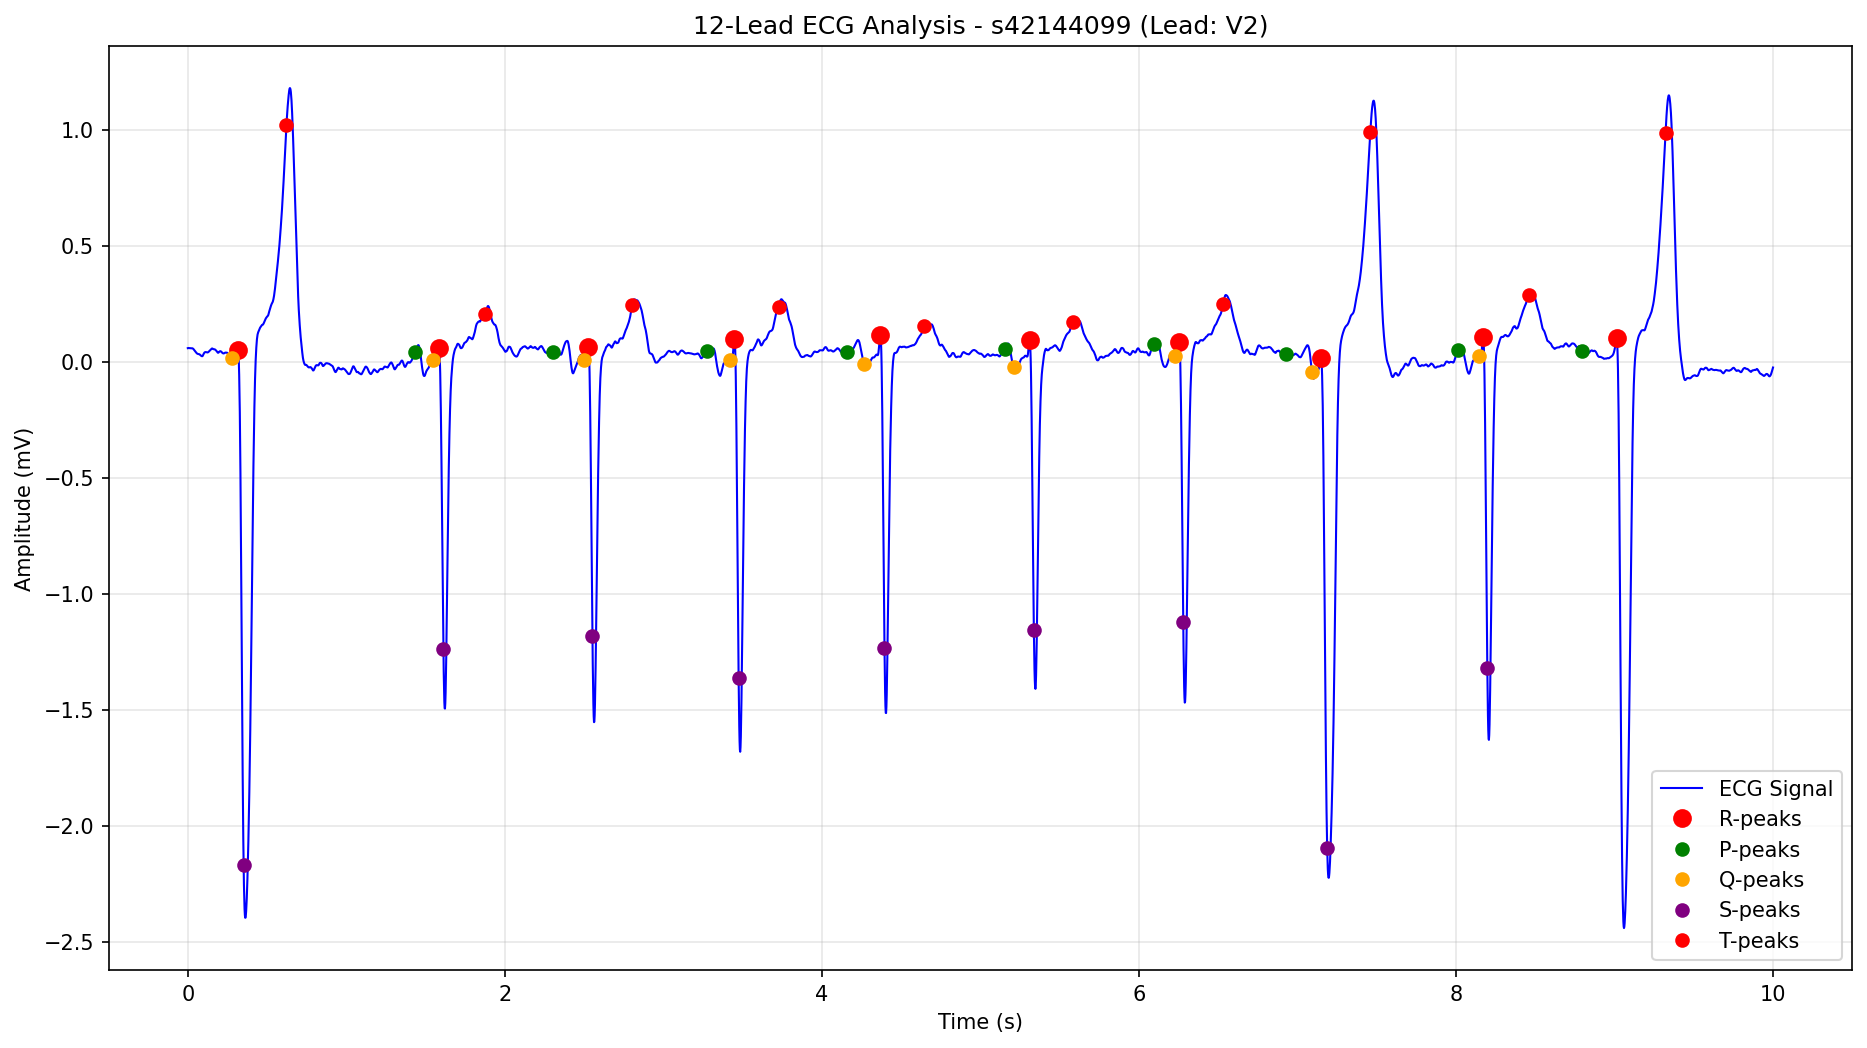 12-Lead ECG Analysis - s42144099 (Lead: V2)
Amplitude (mV)
1.0
0.5
0.0
−0.5
−1.0
−1.5
−2.0
−2.5
0 2 4 6 8 10
Time (s)
ECG Signal
R-peaks
P-peaks
Q-peaks
S-peaks
T-peaks